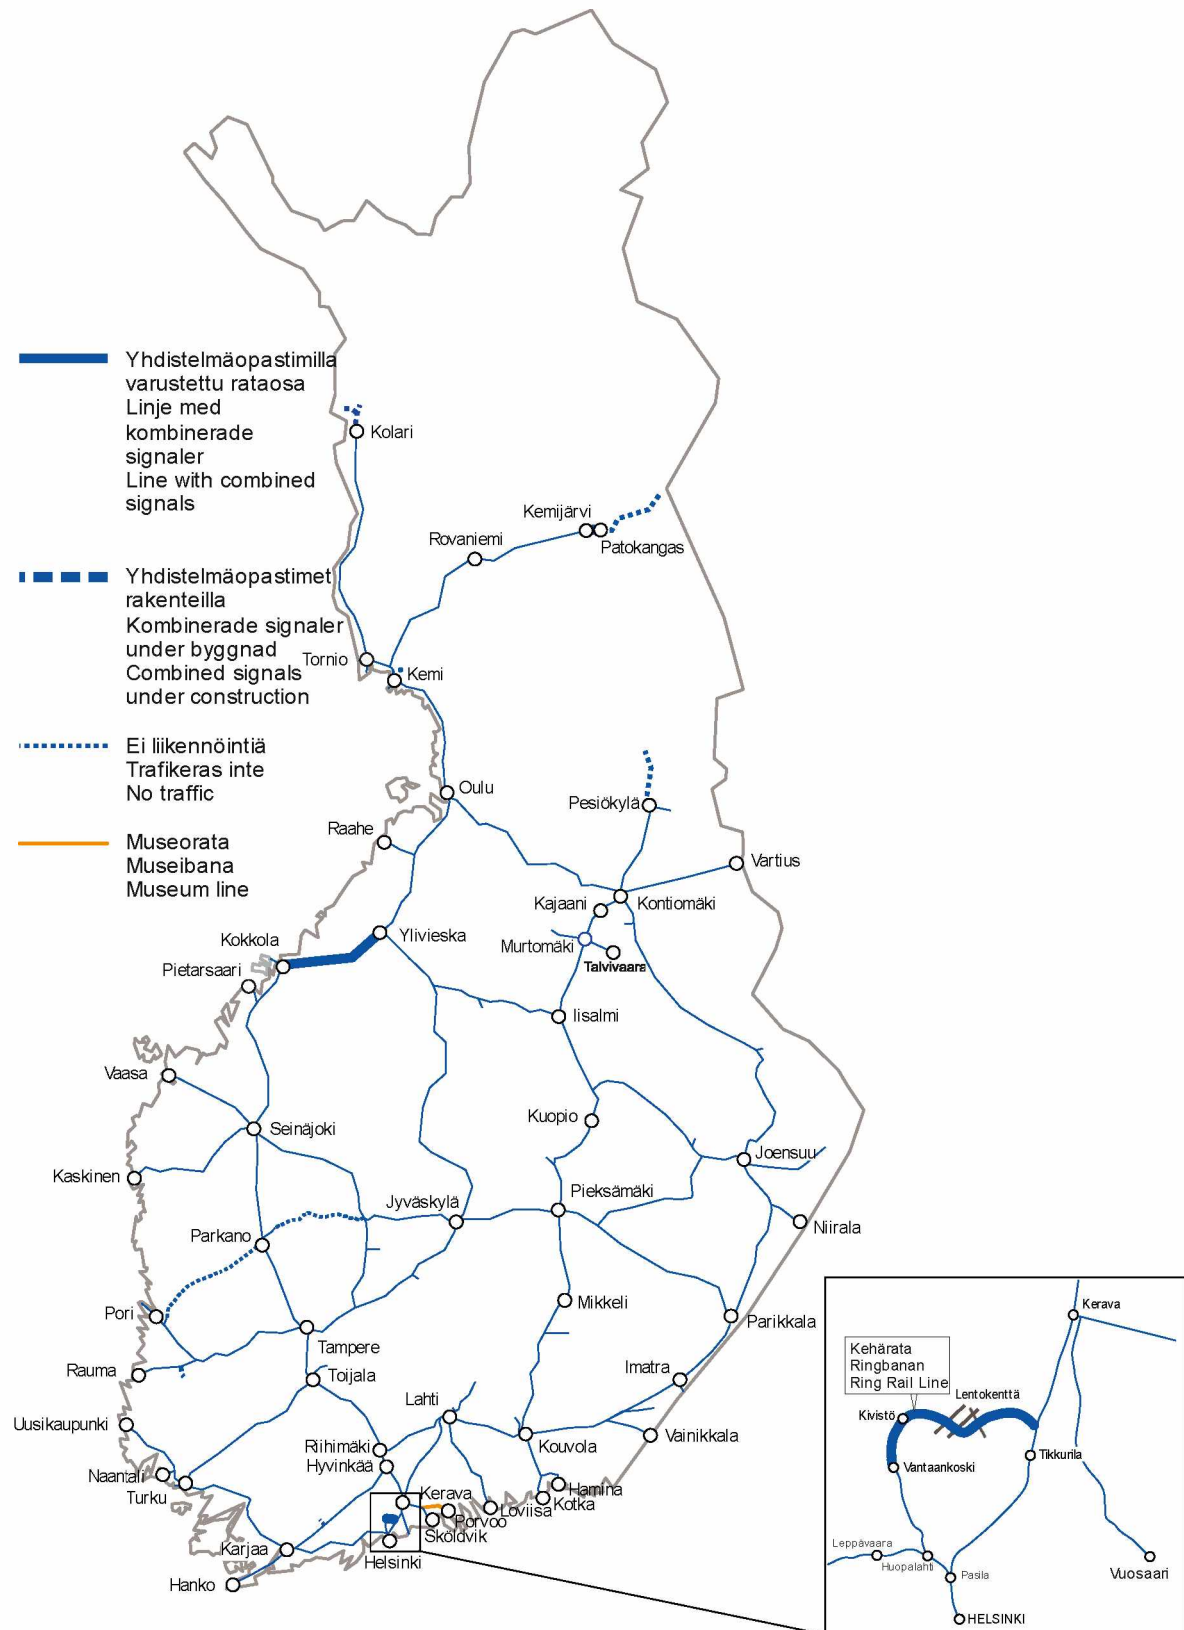 Yhdistelmäopastimilla
varustettu rataosa
Linje med
kombinerade
signaler
Line with combined
signals
Yhdistelmäopastimet
rakenteilla
Kombinerade signaler
under byggnad
Combined signals
under construction
Ei liikennöintiä
Trafikeras inte
No traffic
Museorata
Museibana
Museum line
Kolari
Kemijärvi
Patokangas
Rovaniemi
Tornio
Kemi
Oulu
Pesiökylä
Raahe
Vartius
Kajaani
Kontiomäki
Ylivieska
Murtomäki
Talvivaara
Kokkola
Pietarsaari
Iisalmi
Vaasa
Kuopio
Seinäjoki
Joensuu
Kaskinen
Pieksämäki
Jyväskylä
Niirala
Parkano
Mikkeli
Pori
Parikkala
Tampere
Rauma
Toijala
Imatra
Lahti
Uusikaupunki
Kouvola
Vainikkala
Riihimäki
Hyvinkää
Naantali
Turku
Hamina
Kotka
Kerava
Loviisa
Porvoo
Sköldvik
Karjaa
Helsinki
Hanko
Kerava
Kehärata
Ringbanan
Ring Rail Line
Lentokenttä
Kivistö
Vantaankoski
Tikkurila
Leppävaara
Huopalahti
Pasila
Vuosaari
HELSINKI